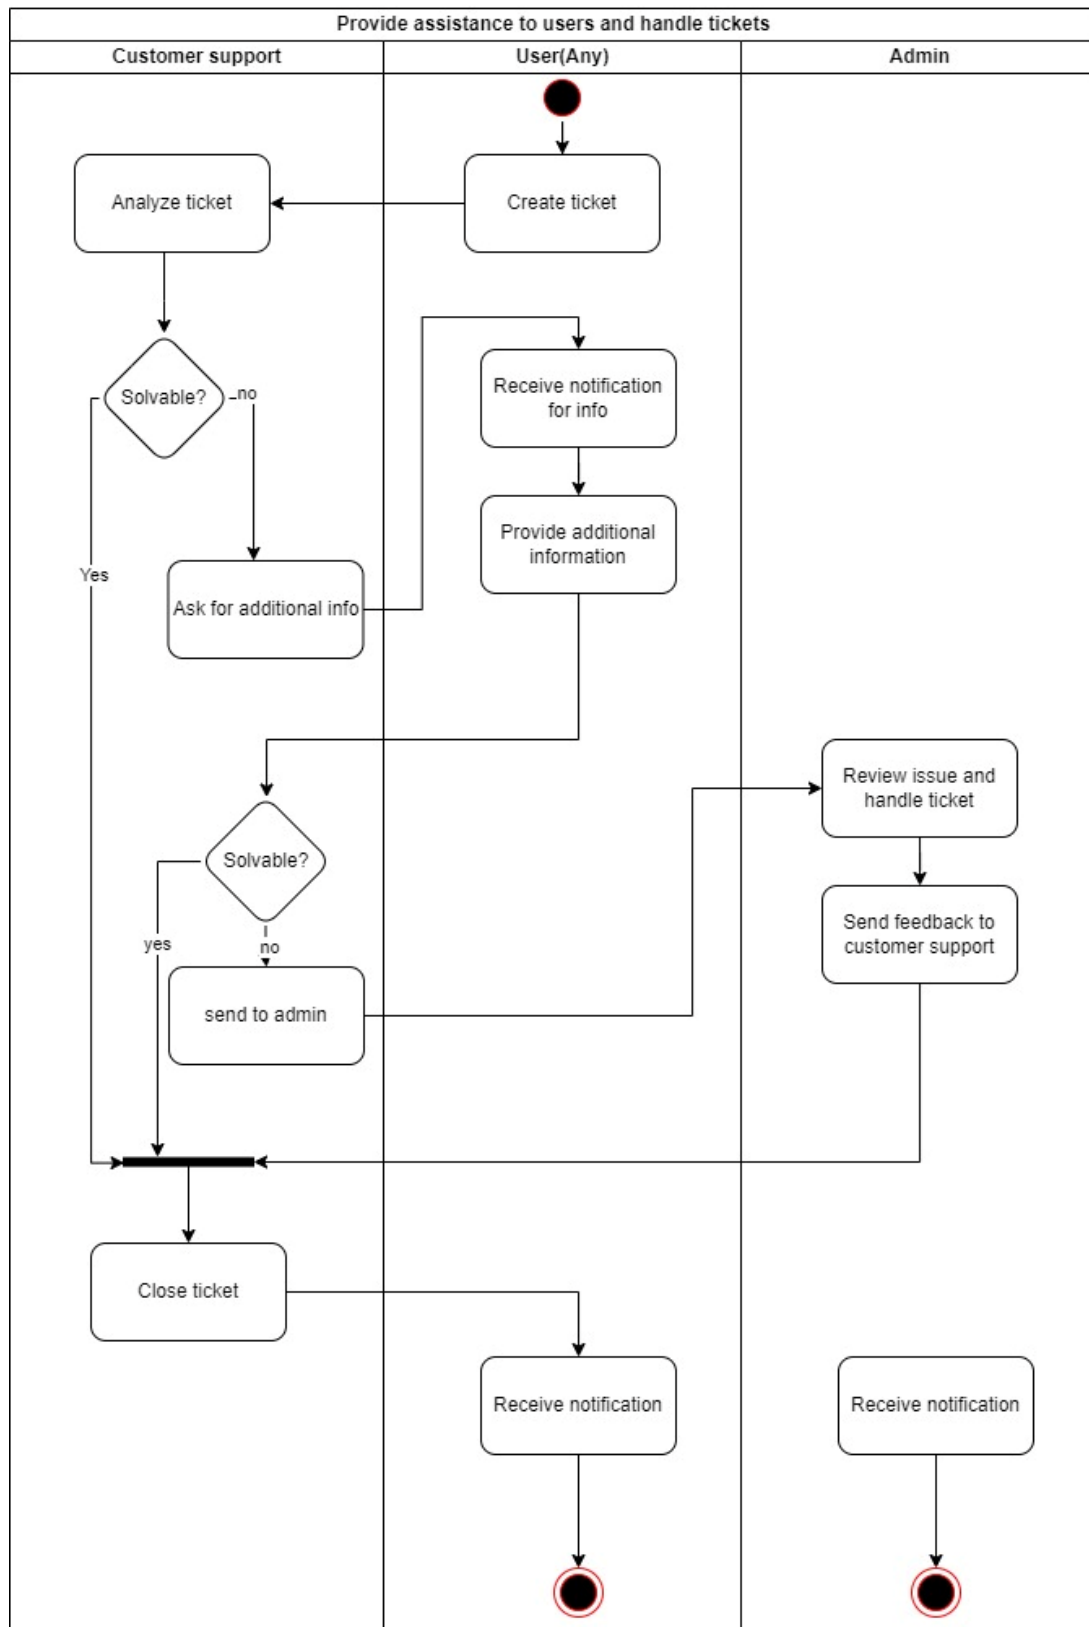 Provide assistance to users and handle tickets
Customer support
User(Any)
Admin
Analyze ticket
Create ticket
Solvable?
no
Receive notification
for info
Provide additional
information
Yes
Ask for additional info
Review issue and
handle ticket
Solvable?
yes
no
Send feedback to
customer support
send to admin
Close ticket
Receive notification
Receive notification